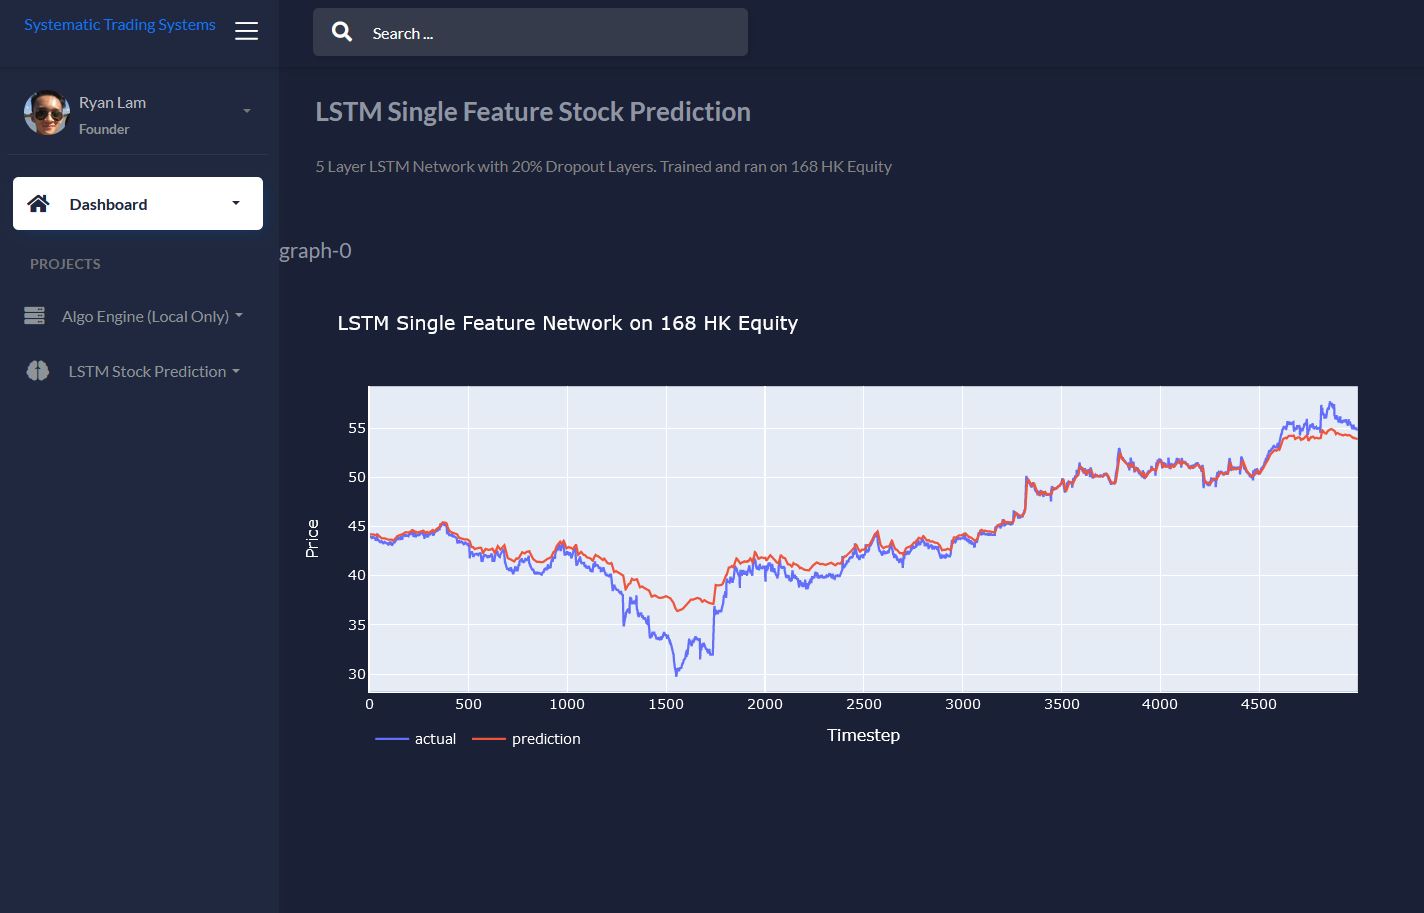 Systematic Trading Systems
Search ...
Ryan Lam
Founder
Dashboard
PROJECTS
Algo Engine (Local Only)
LSTM Stock Prediction
LSTM Single Feature Stock Prediction
5 Layer LSTM Network with 20% Dropout Layers. Trained and ran on 168 HK Equity
graph-0
LSTM Single Feature Network on 168 HK Equity
Price
55
50
45
40
35
30
0 500 1000 1500 2000 2500 3000 3500 4000 4500
Timestep
actual prediction